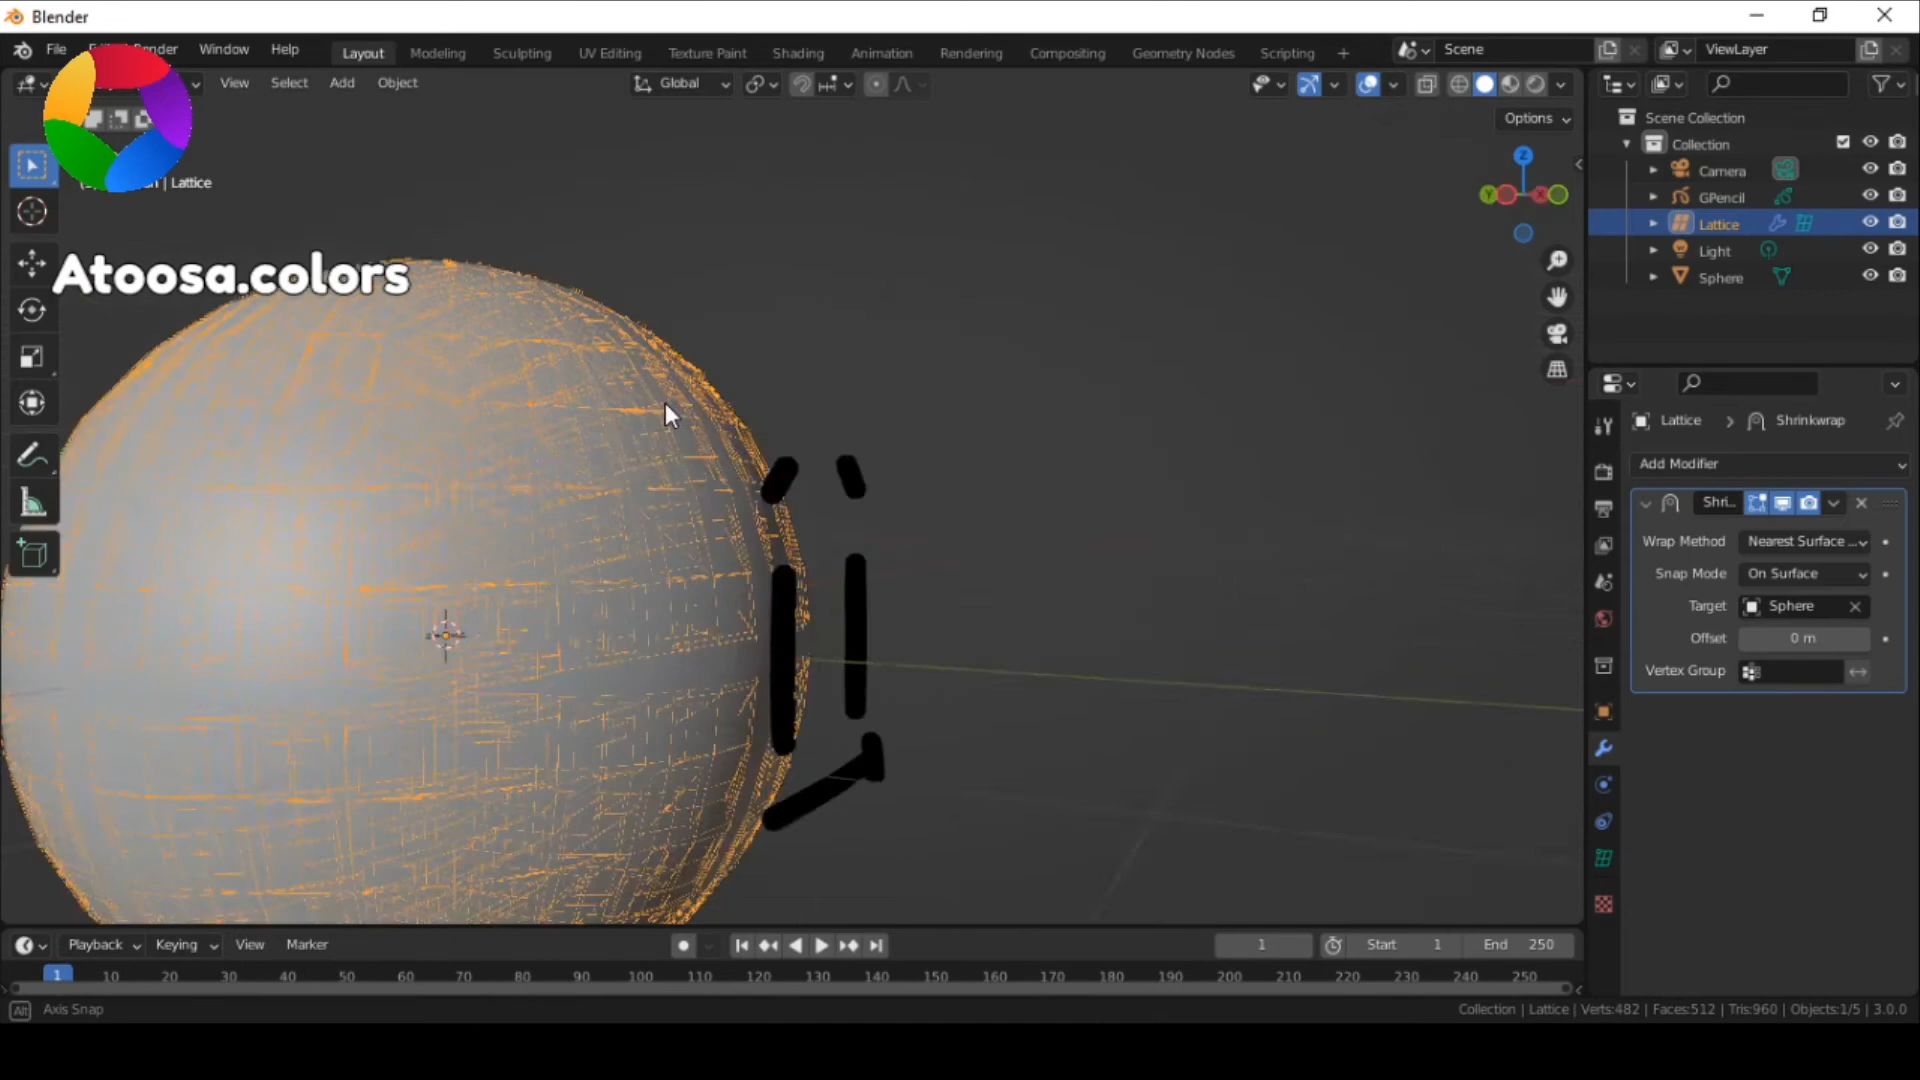 Blender
File Render Window Help
Layout Modeling Sculpting UV Editing Texture Paint Shading Animation Rendering Compositing Geometry Nodes Scripting +
Scene
ViewLayer
View Select Add Object
Global
Options
Lattice
Atoosa.colors
Z
Y
X
Scene Collection
Collection
Camera
GPencil
Lattice
Light
Sphere
Lattice > Shrinkwrap
Add Modifier
Shri...
Wrap Method Nearest Surface ...
Snap Mode On Surface
Target Sphere
Offset 0 m
Vertex Group
Playback Keying View Marker
1
Start 1
End 250
1 10 20 30 40 50 60 70 80 90 100 110 120 130 140 150 160 170 180 190 200 210 220 230 240 250
Alt Axis Snap
Collection | Lattice | Verts:482 | Faces:512 | Tris:960 | Objects:1/5 | 3.0.0